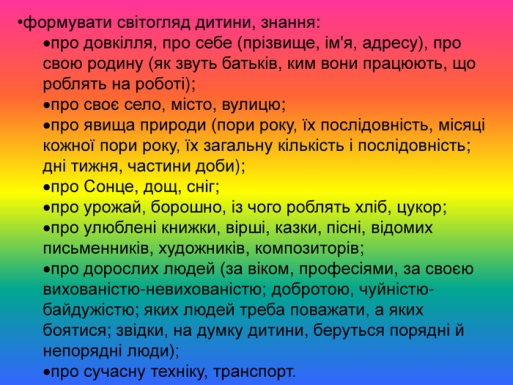 •формувати світогляд дитини, знання:
•про довкілля, про себе (прізвище, ім'я, адресу), про
свою родину (як звуть батьків, ким вони працюють, що
роблять на роботі);
•про своє село, місто, вулицю;
•про явища природи (пори року, їх послідовність, місяці
кожної пори року, їх загальну кількість і послідовність;
дні тижня, частини доби);
•про Сонце, дощ, сніг;
•про урожай, борошно, із чого роблять хліб, цукор;
•про улюблені книжки, вірші, казки, пісні, відомих
письменників, художників, композиторів;
•про дорослих людей (за віком, професіями, за своєю
вихованістю-невихованістю; добротою, чуйністю-
байдужістю; яких людей треба поважати, а яких
боятися; звідки, на думку дитини, беруться порядні й
непорядні люди);
•про сучасну техніку, транспорт.